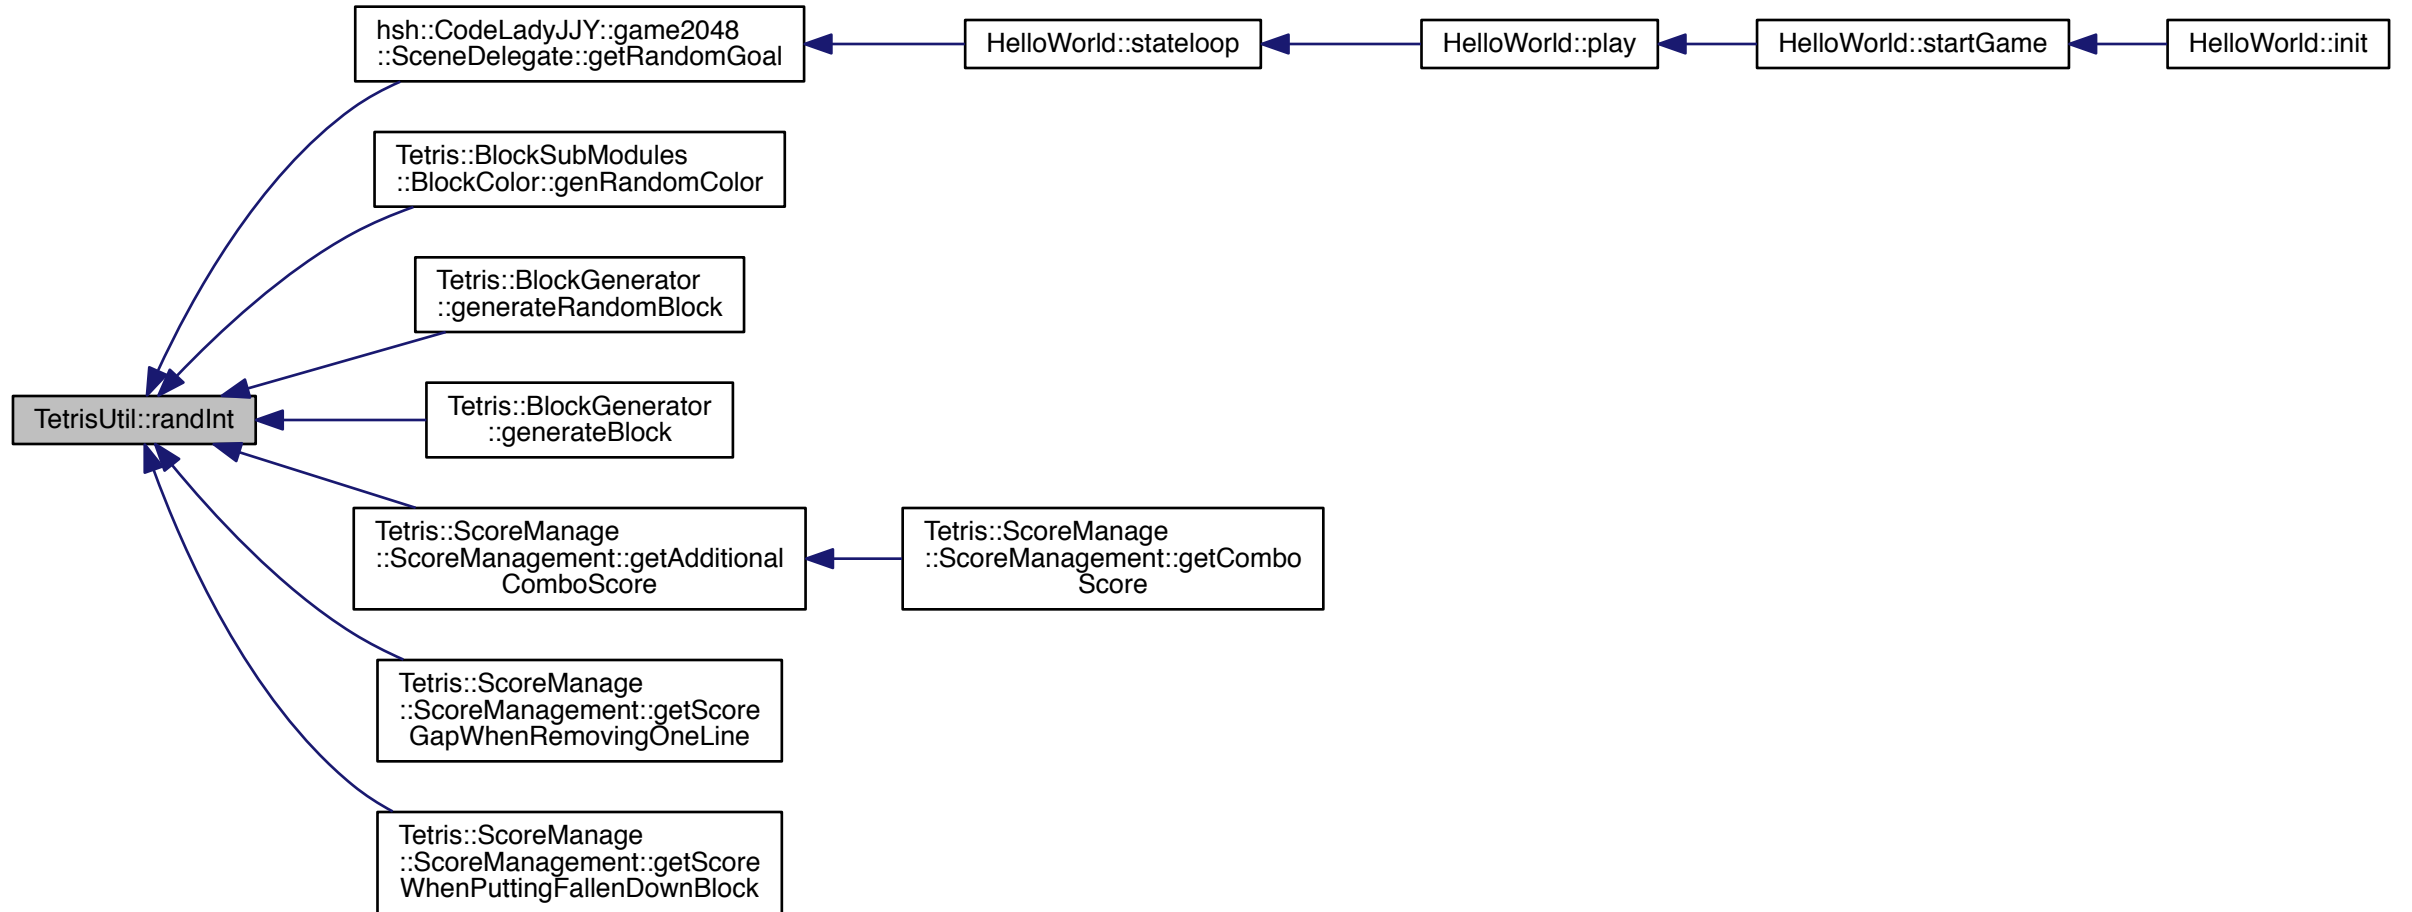 hsh::CodeLadyJJY::game2048
::SceneDelegate::getRandomGoal
HelloWorld::stateloop
HelloWorld::play
HelloWorld::startGame
HelloWorld::init
Tetris::BlockSubModules
::BlockColor::genRandomColor
Tetris::BlockGenerator
::generateRandomBlock
TetrisUtil::randInt
Tetris::BlockGenerator
::generateBlock
Tetris::ScoreManage
::ScoreManagement::getAdditional
ComboScore
Tetris::ScoreManage
::ScoreManagement::getCombo
Score
Tetris::ScoreManage
::ScoreManagement::getScore
GapWhenRemovingOneLine
Tetris::ScoreManage
::ScoreManagement::getScore
WhenPuttingFallenDownBlock